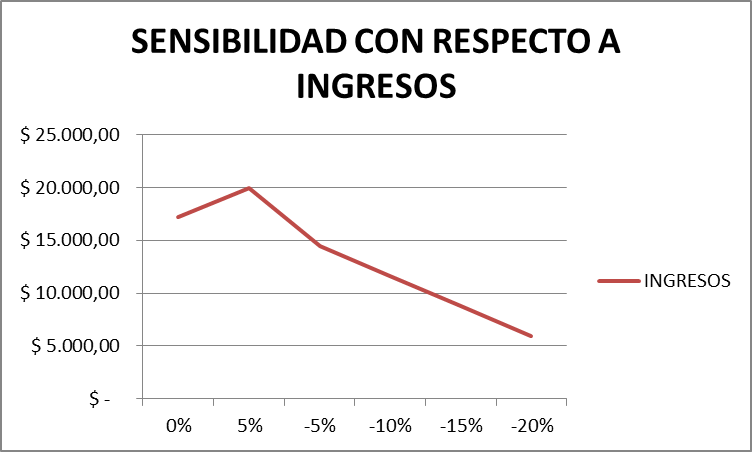 SENSIBILIDAD CON RESPECTO A
INGRESOS
$ 25.000,00
$ 20.000,00
$ 15.000,00
$ 10.000,00
$ 5.000,00
$ -
0% 5% -5% -10% -15% -20%
INGRESOS